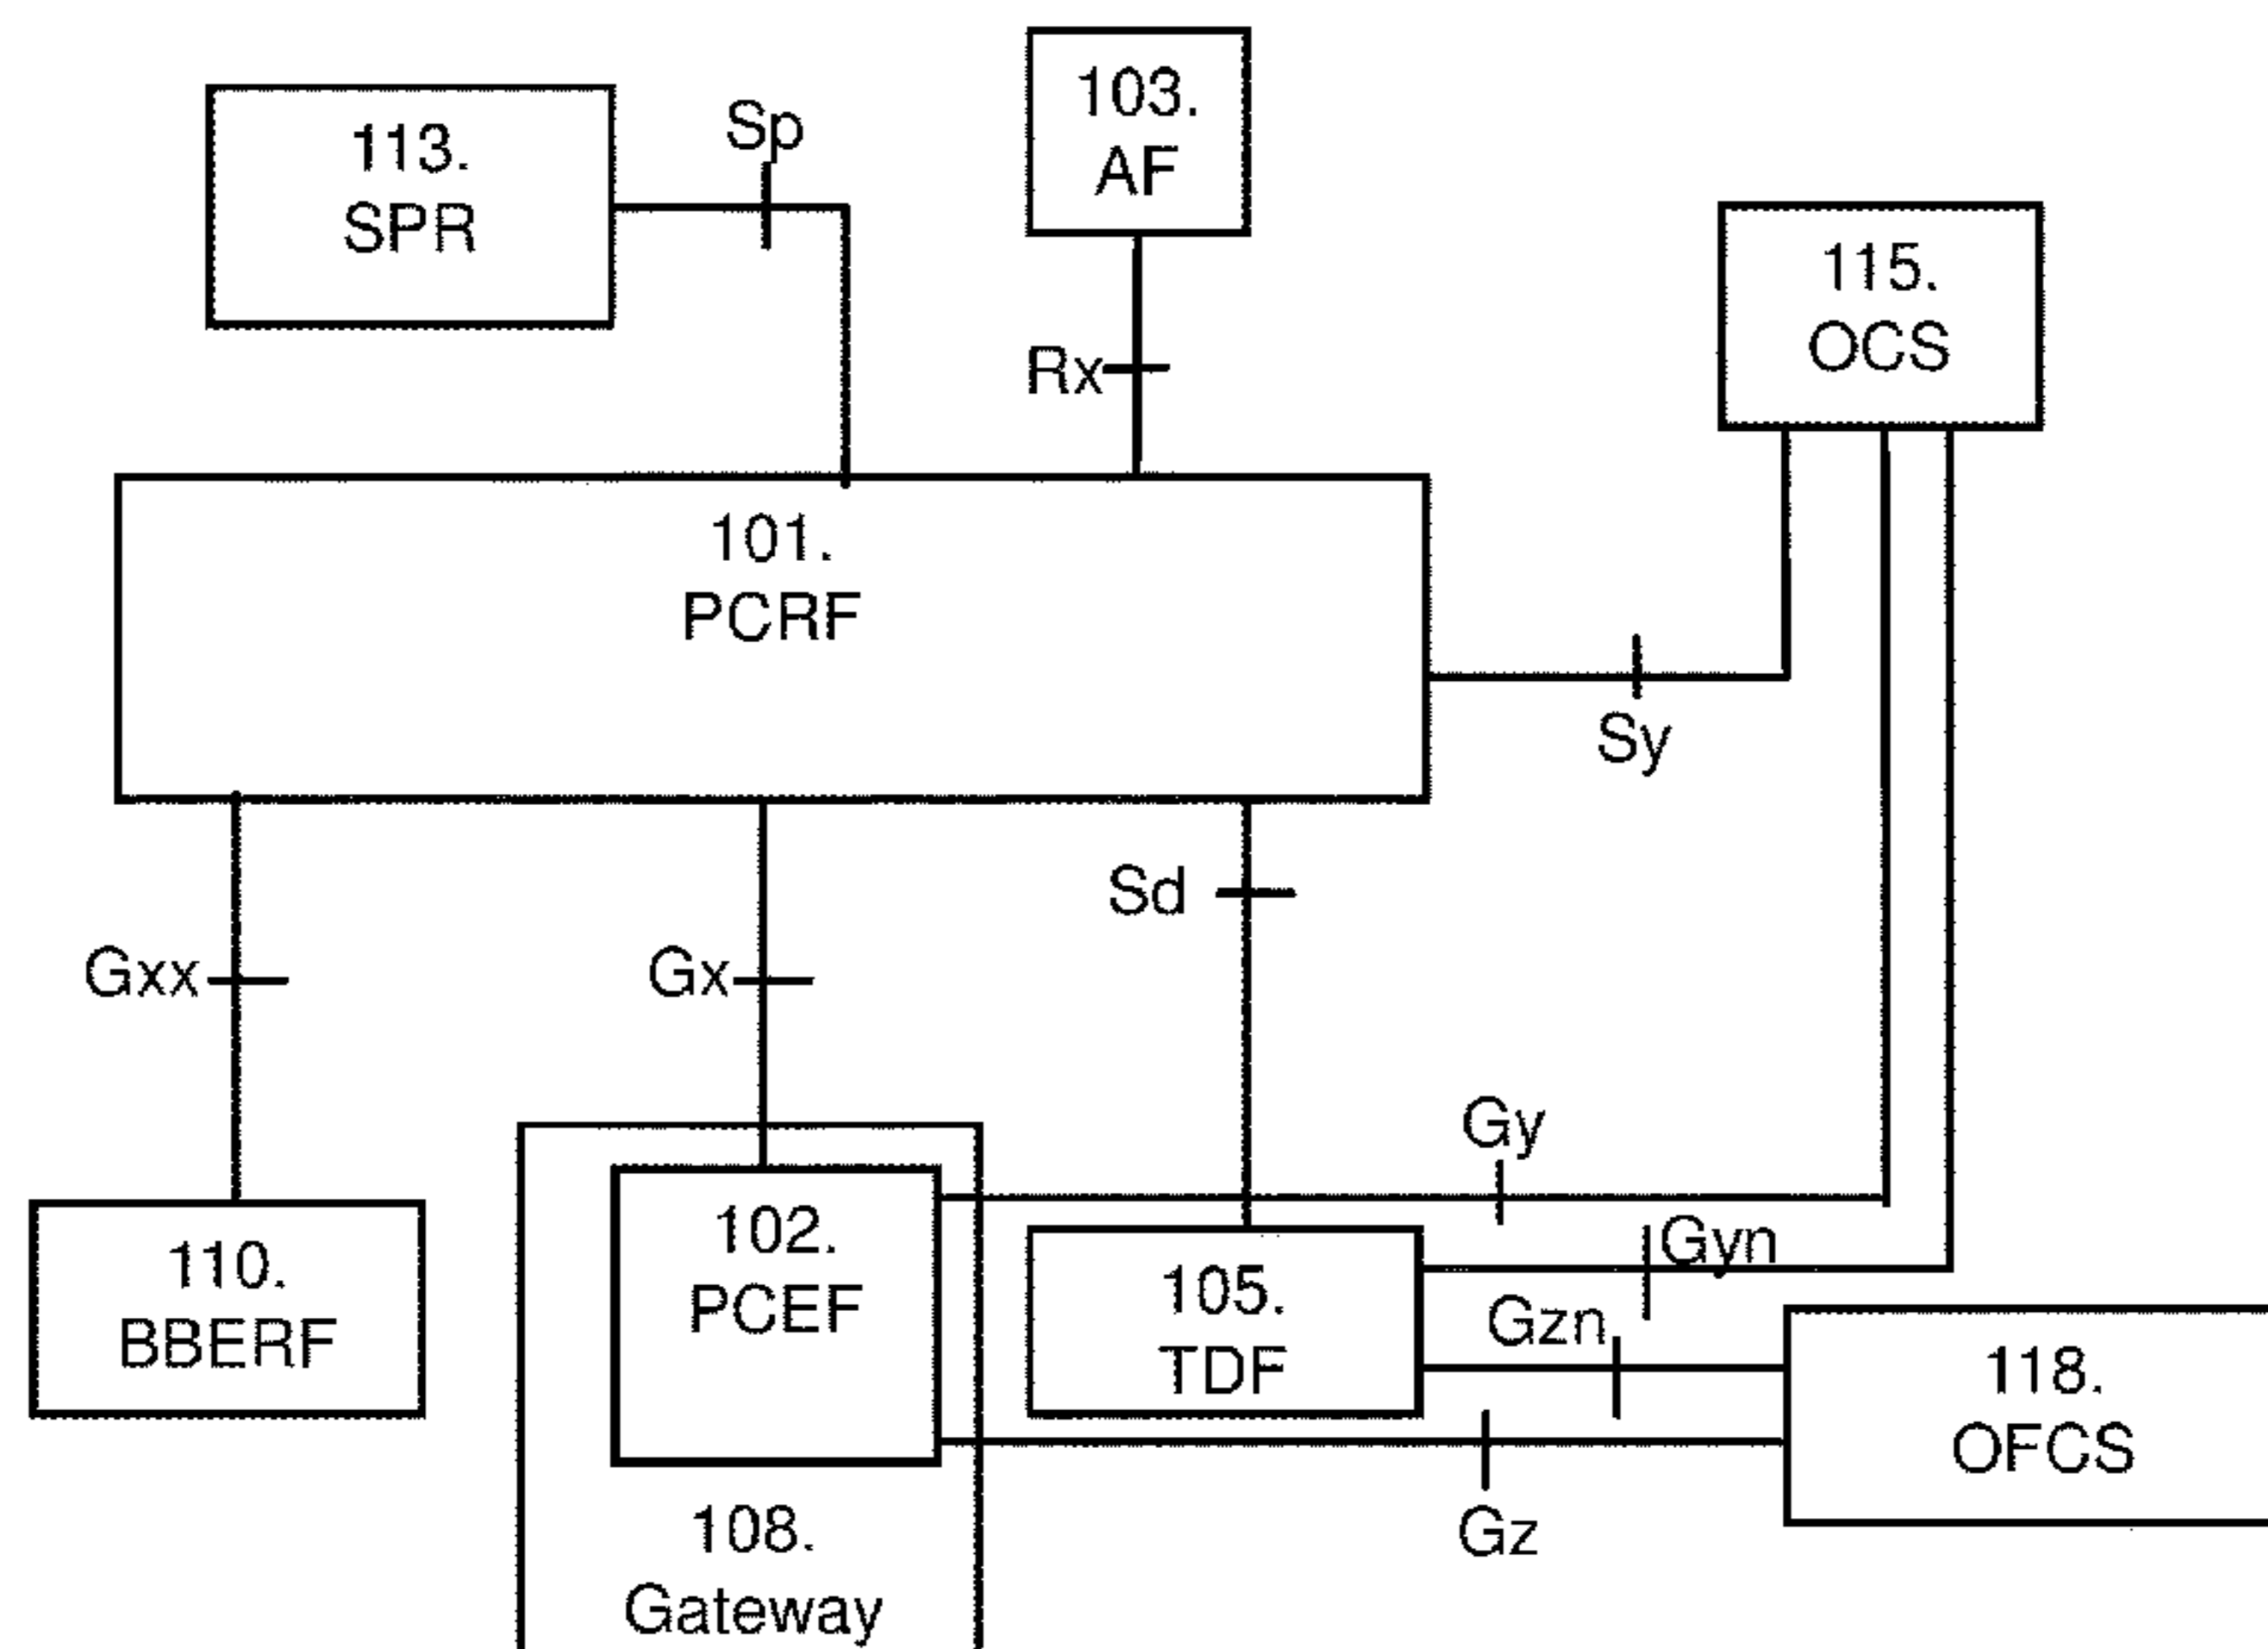 113.
SPR
Sp
103.
AF
115.
OCS
Rx
101.
PCRF
Sy
Sd
Gxx
Gx
Gy
102.
PCEF
Gyn
110.
BBERF
105.
TDF
Gzn
118.
OFCS
Gz
108.
Gateway